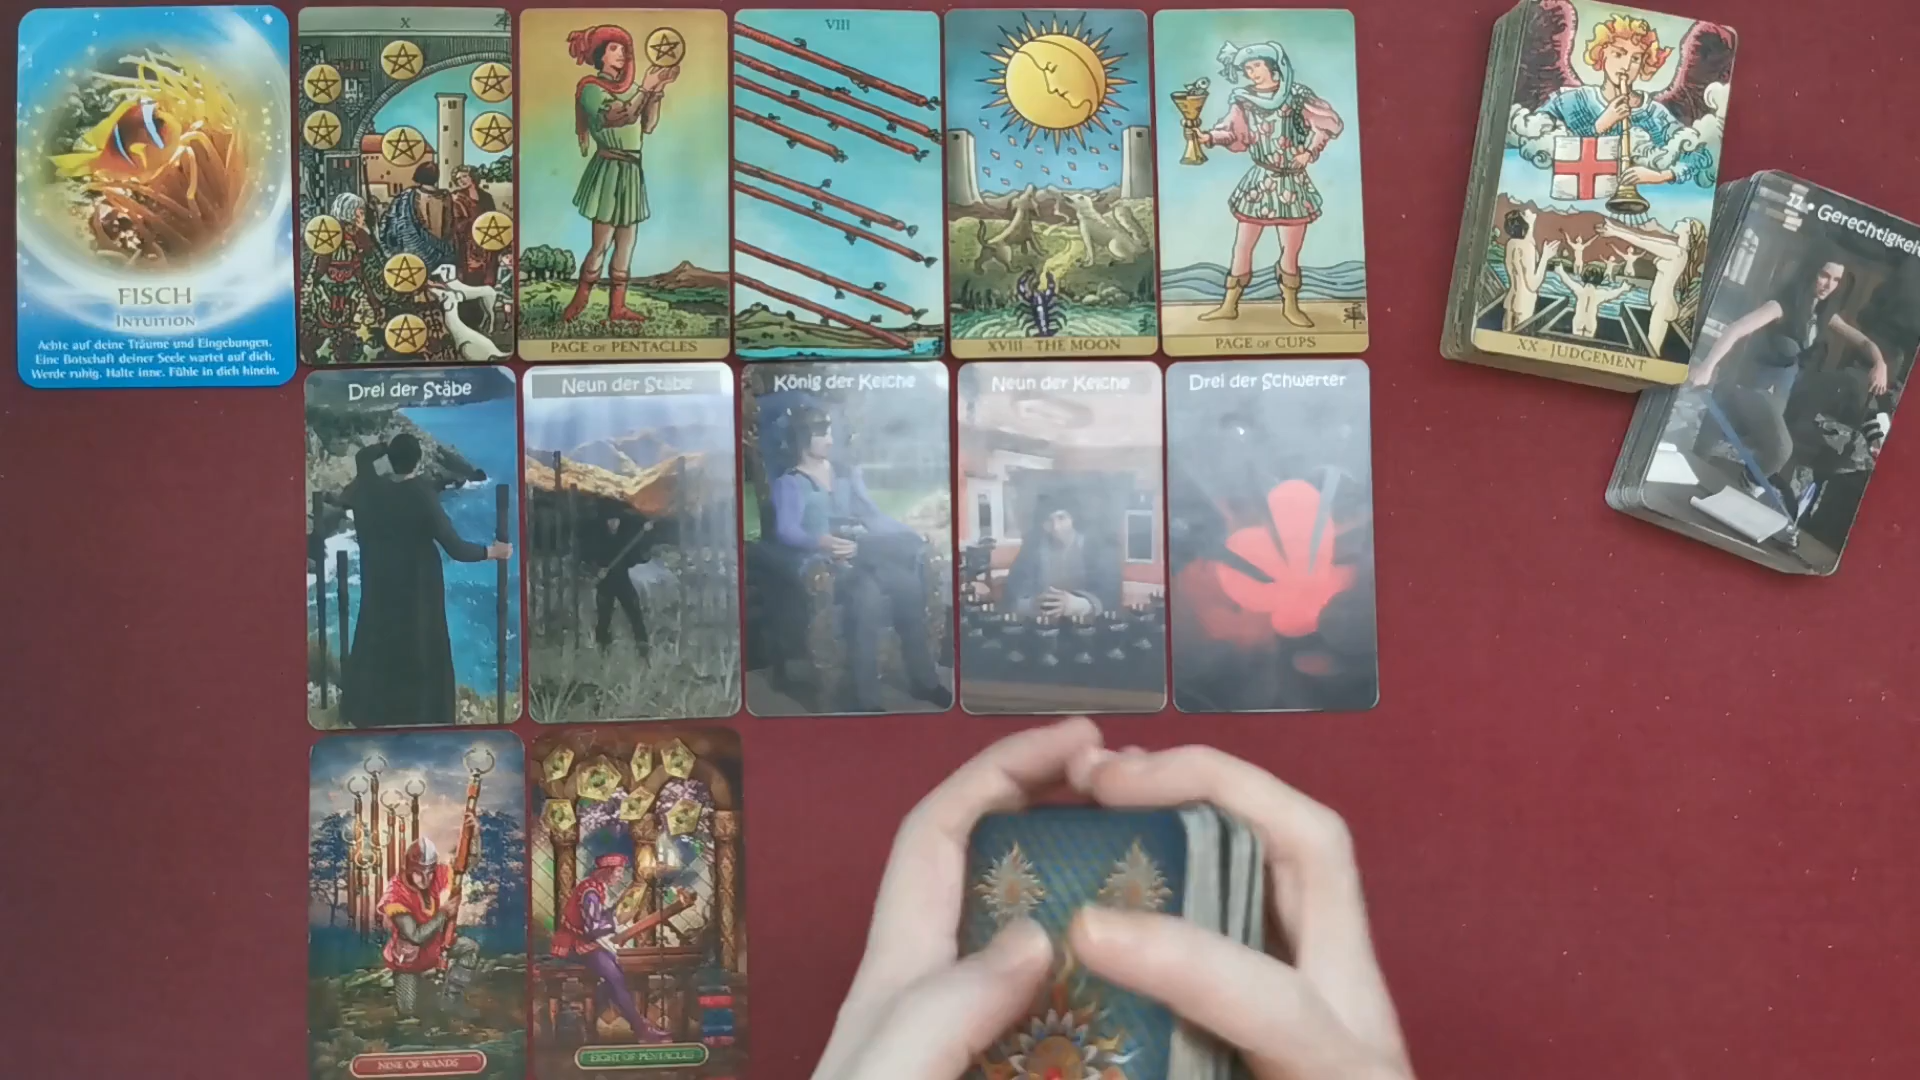 FISCH
INTUITION
Achte auf deine Träume und Eingebungen.
Eine Botschaft deiner Seele wartet auf dich.
Werde ruhig. Halte inne. Fühle in dich hinein.
X
PAGE OF PENTACLES
VIII
XVIII - THE MOON
PAGE OF CUPS
XX - JUDGEMENT
11 • Gerechtigkeit
Drei der Stäbe
Neun der Stäbe
König der Kelche
Neun der Kelche
Drei der Schwerter
NINE OF WANDS
EIGHT OF PENTACLES